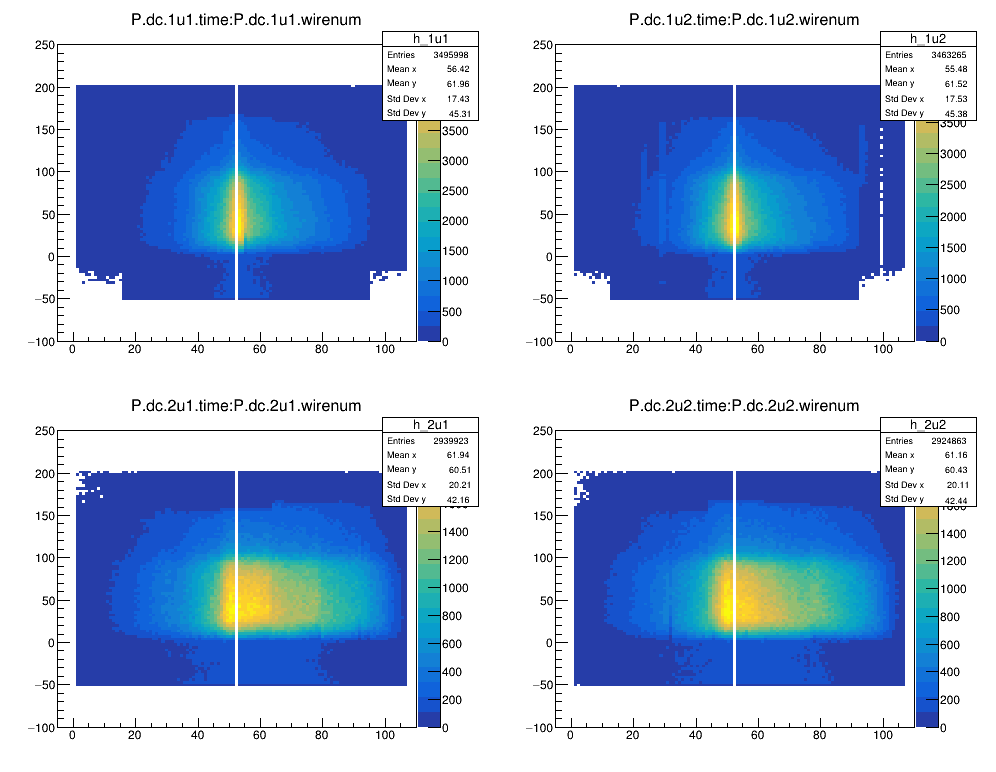 P.dc.1u1.time:P.dc.1u1.wirenum
h_1u1
Entries 3495998
Mean x 56.42
Mean y 61.96
Std Dev x 17.43
Std Dev y 45.31
250
200
150
100
50
0
−50
−100
0 20 40 60 80 100
3500
3000
2500
2000
1500
1000
500
0
P.dc.1u2.time:P.dc.1u2.wirenum
h_1u2
Entries 3463265
Mean x 55.48
Mean y 61.52
Std Dev x 17.53
Std Dev y 45.38
250
200
150
100
50
0
−50
−100
0 20 40 60 80 100
3500
3000
2500
2000
1500
1000
500
0
P.dc.2u1.time:P.dc.2u1.wirenum
h_2u1
Entries 2939923
Mean x 61.94
Mean y 60.51
Std Dev x 20.21
Std Dev y 42.16
250
200
150
100
50
0
−50
−100
0 20 40 60 80 100
1400
1200
1000
800
600
400
200
0
P.dc.2u2.time:P.dc.2u2.wirenum
h_2u2
Entries 2924863
Mean x 61.16
Mean y 60.43
Std Dev x 20.11
Std Dev y 42.44
250
200
150
100
50
0
−50
−100
0 20 40 60 80 100
1400
1200
1000
800
600
400
200
0